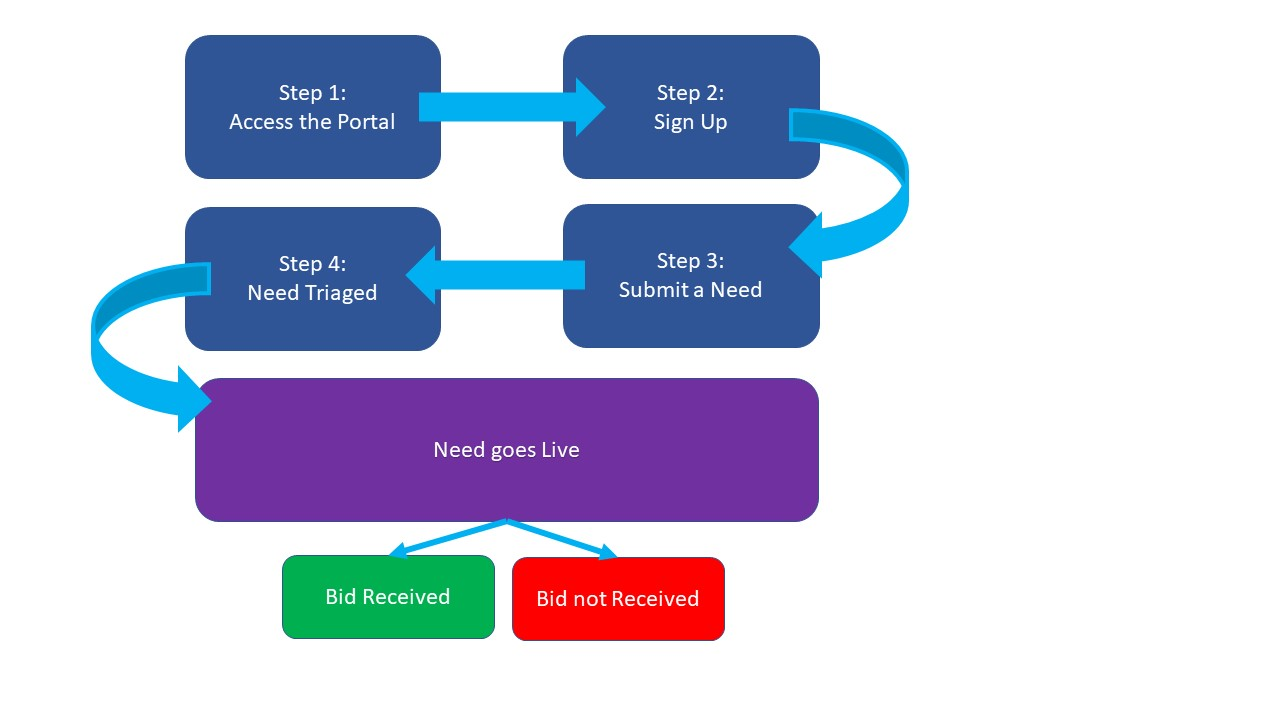 Step 1:
Access the Portal
Step 2:
Sign Up
Step 3:
Submit a Need
Step 4:
Need Triaged
Need goes Live
Bid Received
Bid not Received